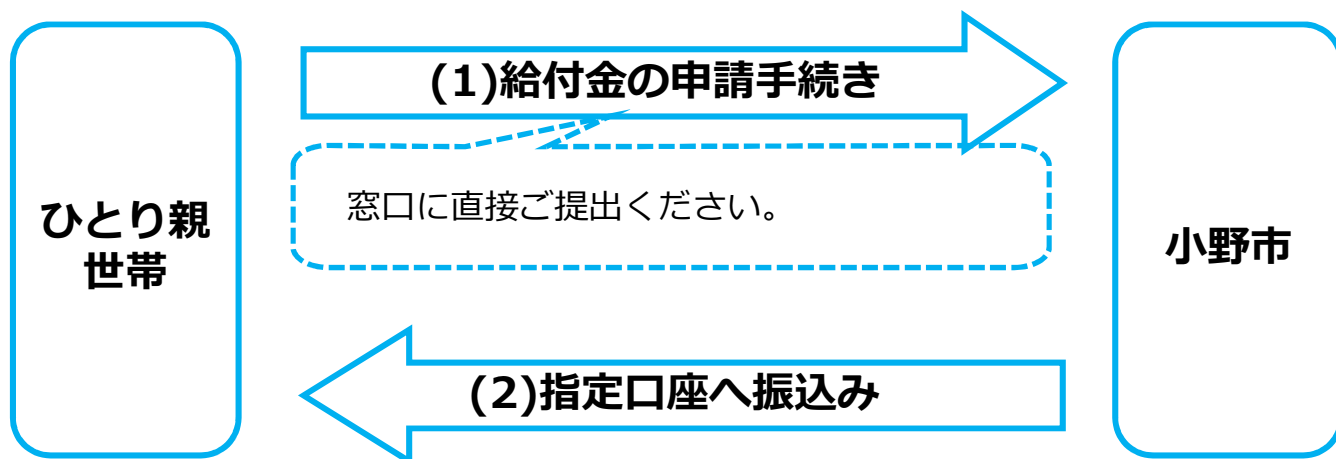 (1)給付金の申請手続き
窓口に直接ご提出ください。
ひとり親
世帯
小野市
(2)指定口座へ振込み